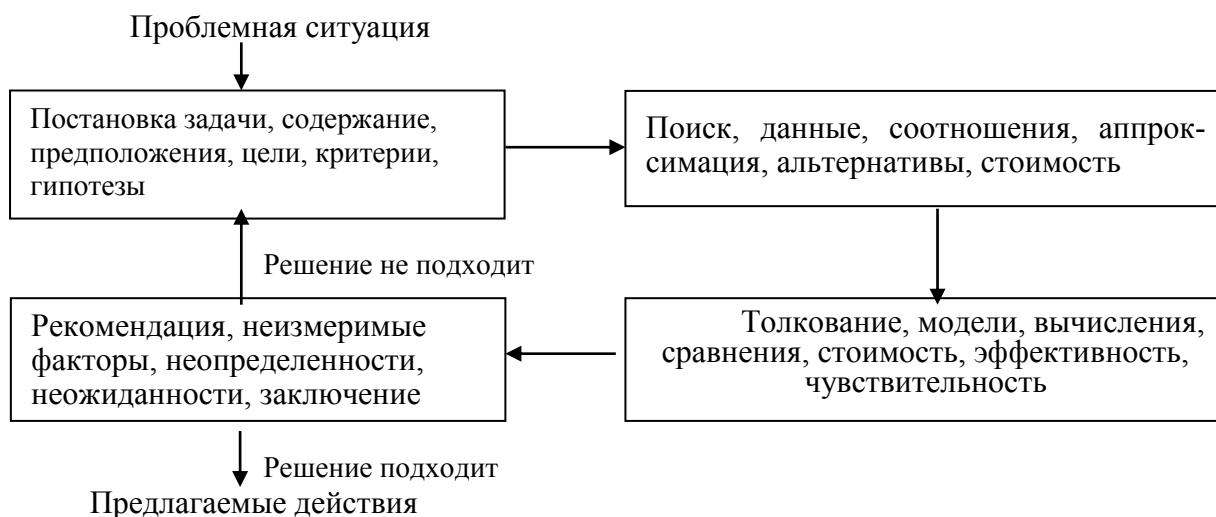 Проблемная ситуация
Постановка задачи, содержание,
предположения, цели, критерии,
гипотезы
Поиск, данные, соотношения, аппрок-
симация, альтернативы, стоимость
Решение не подходит
Толкование, модели, вычисления,
сравнения, стоимость, эффективность,
чувствительность
Рекомендация, неизмеримые
факторы, неопределенности,
неожиданности, заключение
Решение подходит
Предлагаемые действия